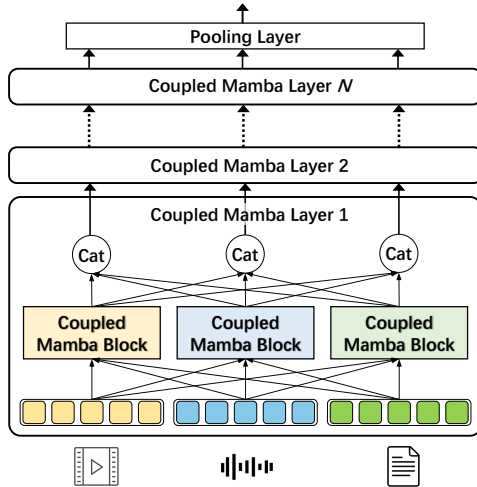 Pooling Layer
Coupled Mamba Layer N
Coupled Mamba Layer 2
Coupled Mamba Layer 1
Cat Cat Cat
Coupled Mamba Block Coupled Mamba Block Coupled Mamba Block